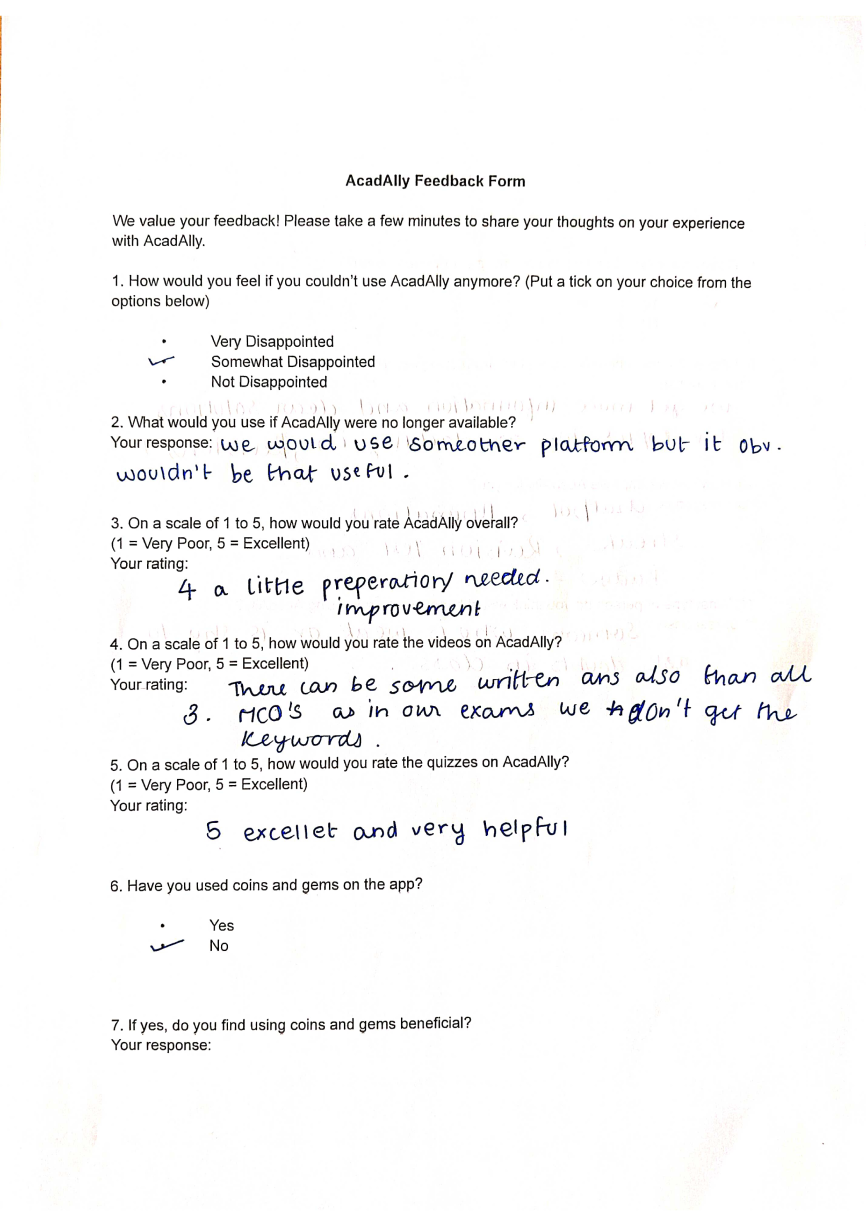 AcadAlly Feedback Form
We value your feedback! Please take a few minutes to share your thoughts on your experience
with AcadAlly.
1. How would you feel if you couldn't use AcadAlly anymore? (Put a tick on your choice from the
options below)
• Very Disappointed
✓ Somewhat Disappointed
• Not Disappointed
2. What would you use if AcadAlly were no longer available?
Your response: we would use someother platform but it obv.
wouldn't be that useful.
3. On a scale of 1 to 5, how would you rate AcadAlly overall?
(1 = Very Poor, 5 = Excellent)
Your rating:
4 a little preperation/ needed.
improvement
4. On a scale of 1 to 5, how would you rate the videos on AcadAlly?
(1 = Very Poor, 5 = Excellent)
Your rating: There can be some written ans also than all
3. MCO'S as in our exams we don't get the
keywords.
5. On a scale of 1 to 5, how would you rate the quizzes on AcadAlly?
(1 = Very Poor, 5 = Excellent)
Your rating:
5 excellet and very helpful
6. Have you used coins and gems on the app?
• Yes
✓ No
7. If yes, do you find using coins and gems beneficial?
Your response: